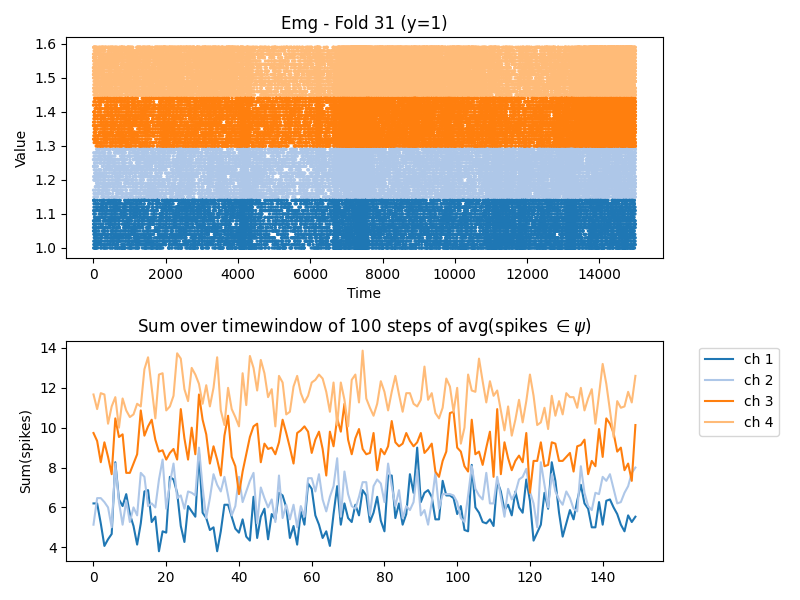 Emg - Fold 31 (y=1)
Value
1.6
1.5
1.4
1.3
1.2
1.1
1.0
0 2000 4000 6000 8000 10000 12000 14000
Time
Sum over timewindow of 100 steps of avg(spikes ∈ ψ)
Sum(spikes)
14
12
10
8
6
4
0 20 40 60 80 100 120 140
ch 1
ch 2
ch 3
ch 4